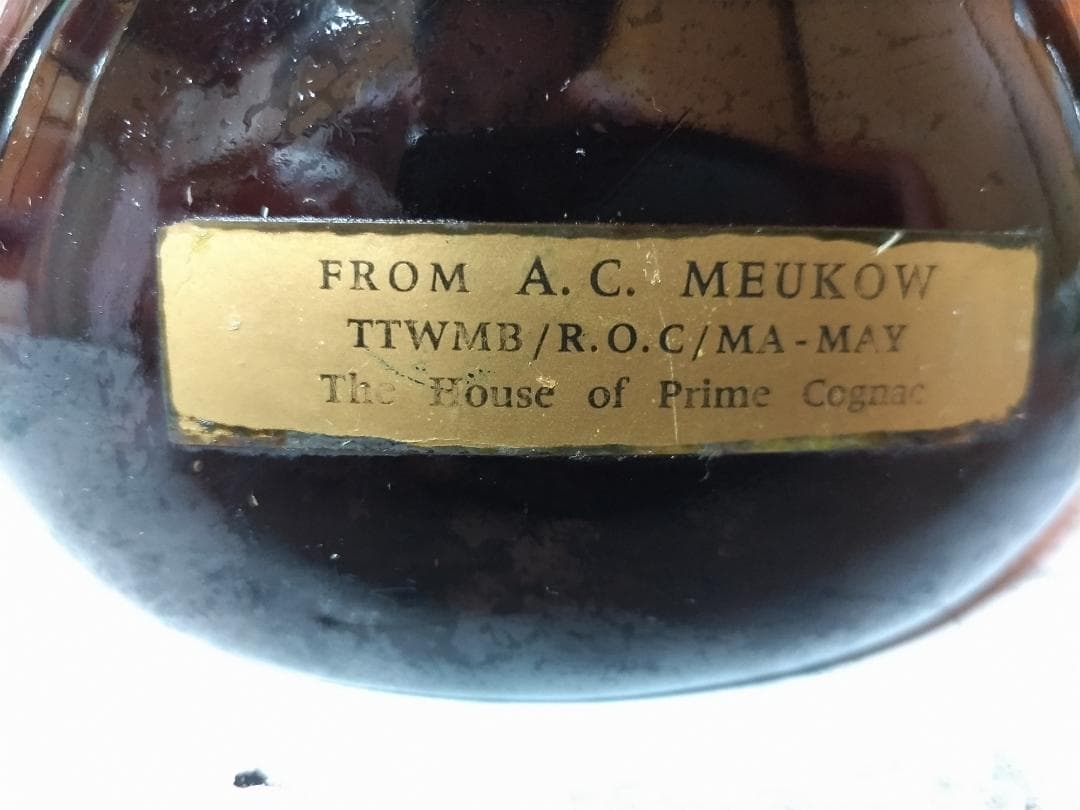 FROM A. C. MEUKOW
TTWMB/R.O.C/MA-MAY
The House of Prime Cognac